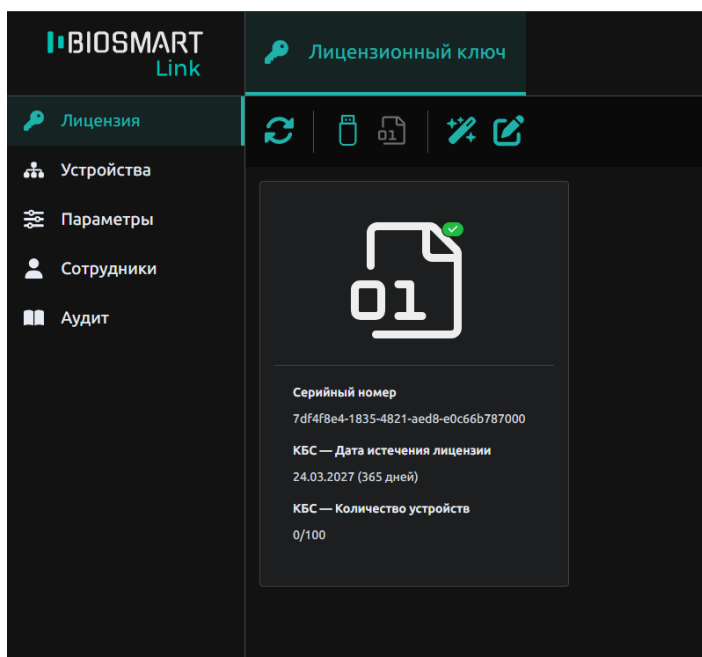 BIOSMART
Link
Лицензионный ключ
Лицензия
Устройства
Параметры
Сотрудники
Аудит
01
01
Серийный номер
7df4f8e4-1835-4821-aed8-e0c66b787000
КБС — Дата истечения лицензии
24.03.2027 (365 дней)
КБС — Количество устройств
0/100